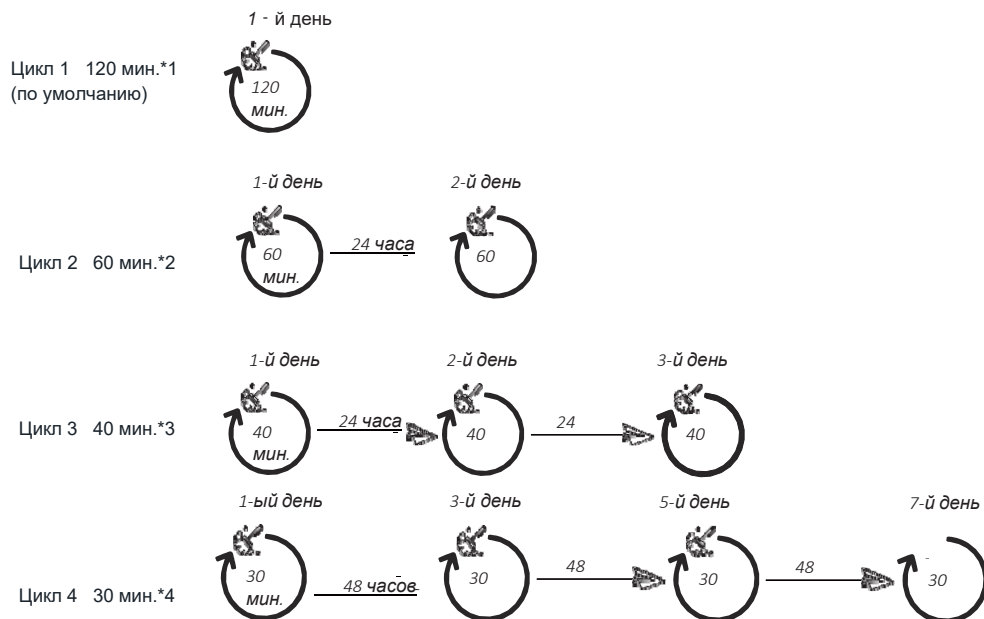 1 - й день
Цикл 1 120 мин.*1
(по умолчанию)
120
мин.
1-й день
2-й день
Цикл 2 60 мин.*2
60
мин.
24 часа
60
1-й день
2-й день
3-й день
Цикл 3 40 мин.*3
40
мин.
24 часа
40
24
40
1-ый день
3-й день
5-й день
7-й день
Цикл 4 30 мин.*4
30
мин.
48 часов
30
48
30
48
30